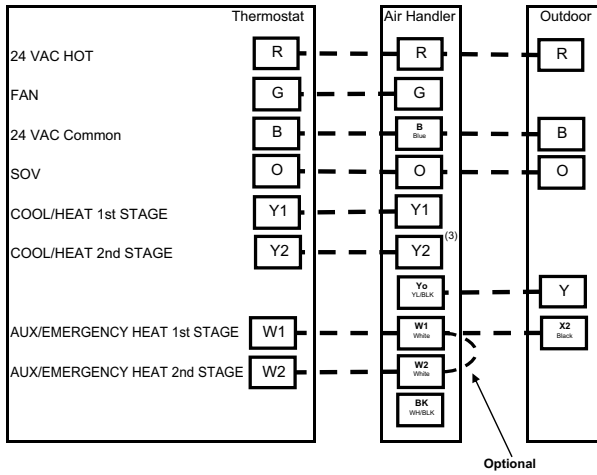 Thermostat Air Handler Outdoor
24 VAC HOT R R R
FAN G G
24 VAC Common B B B
Blue
SOV O O O
COOL/HEAT 1st STAGE Y1 Y1
COOL/HEAT 2nd STAGE Y2 Y2 (3)
Yo Y
YL/BLK
AUX/EMERGENCY HEAT 1st STAGE W1 W1 X2
White Black
AUX/EMERGENCY HEAT 2nd STAGE W2 W2
White
BK
WH/BLK
Optional